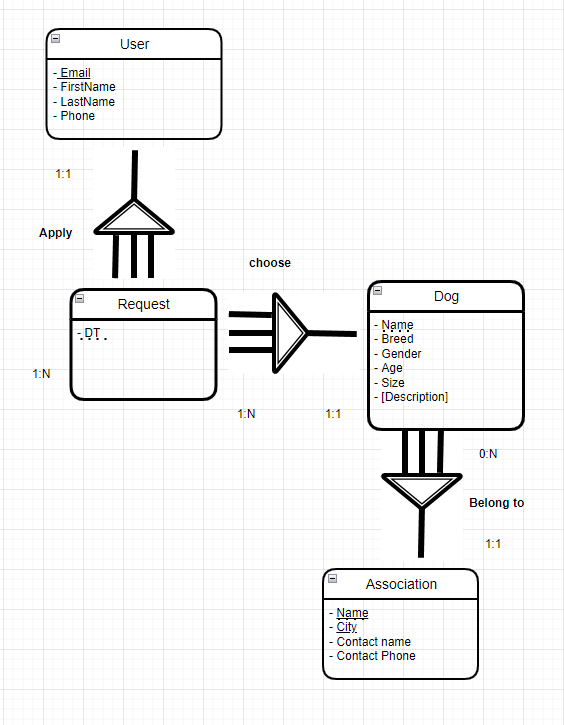 User
- Email
- FirstName
- LastName
- Phone
1:1
Apply
choose
Request
- DT
1:N
1:N
1:1
Dog
- Name
- Breed
- Gender
- Age
- Size
- [Description]
0:N
Belong to
1:1
Association
- Name
- City
- Contact name
- Contact Phone